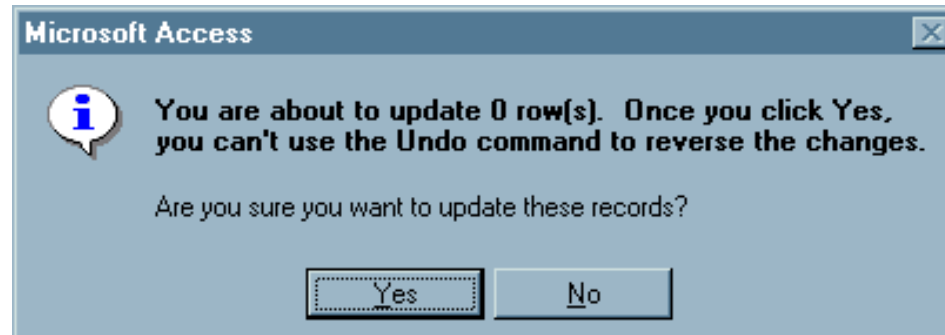 Microsoft Access
You are about to update 0 row(s).  Once you click Yes,
you can't use the Undo command to reverse the changes.
Are you sure you want to update these records?
Yes
No